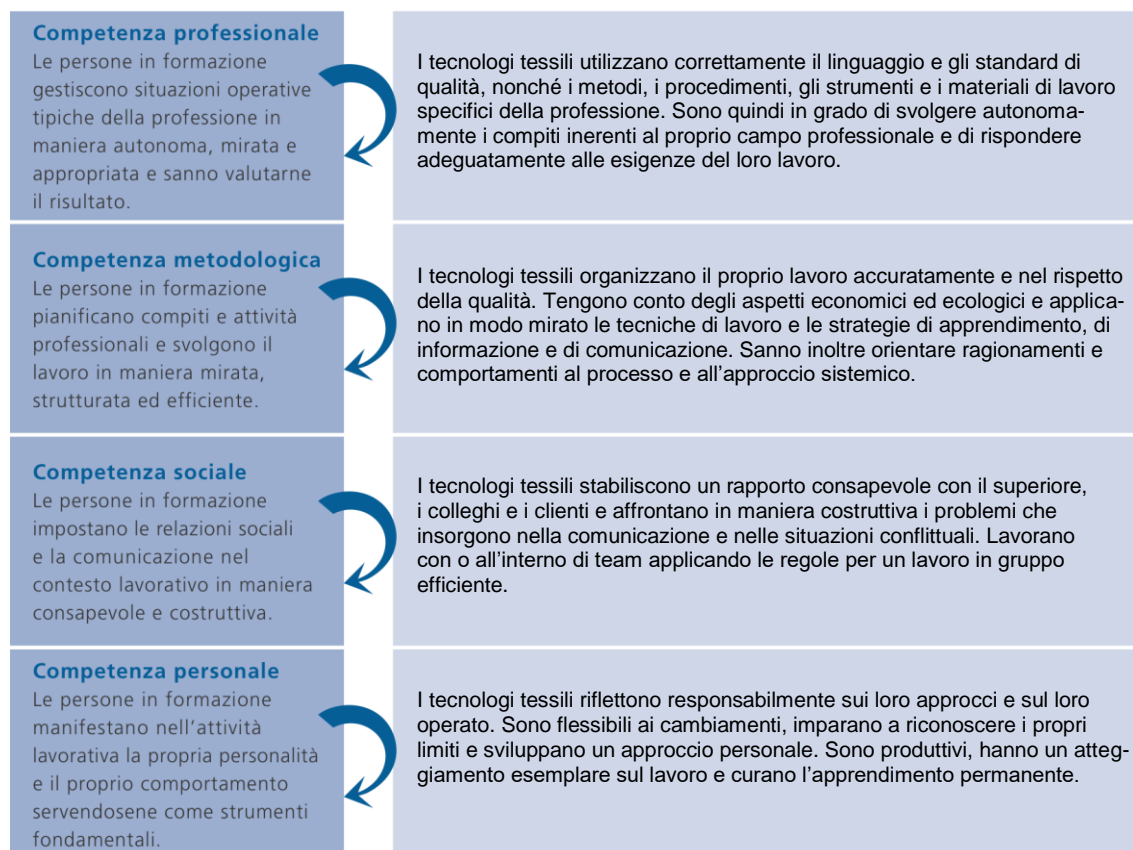 Competenza professionale
Le persone in formazione
gestiscono situazioni operative
tipiche della professione in
maniera autonoma, mirata e
appropriata e sanno valutarne
il risultato.
I tecnologi tessili utilizzano correttamente il linguaggio e gli standard di
qualità, nonché i metodi, i procedimenti, gli strumenti e i materiali di lavoro
specifici della professione. Sono quindi in grado di svolgere autonoma-
mente i compiti inerenti al proprio campo professionale e di rispondere
adeguatamente alle esigenze del loro lavoro.
Competenza metodologica
Le persone in formazione
pianificano compiti e attività
professionali e svolgono il
lavoro in maniera mirata,
strutturata ed efficiente.
I tecnologi tessili organizzano il proprio lavoro accuratamente e nel rispetto
della qualità. Tengono conto degli aspetti economici ed ecologici e applica-
no in modo mirato le tecniche di lavoro e le strategie di apprendimento, di
informazione e di comunicazione. Sanno inoltre orientare ragionamenti e
comportamenti al processo e all’approccio sistemico.
Competenza sociale
Le persone in formazione
impostano le relazioni sociali
e la comunicazione nel
contesto lavorativo in maniera
consapevole e costruttiva.
I tecnologi tessili stabiliscono un rapporto consapevole con il superiore,
i colleghi e i clienti e affrontano in maniera costruttiva i problemi che
insorgono nella comunicazione e nelle situazioni conflittuali. Lavorano
con o all’interno di team applicando le regole per un lavoro in gruppo
efficiente.
Competenza personale
Le persone in formazione
manifestano nell’attività
lavorativa la propria personalità
e il proprio comportamento
servendosene come strumenti
fondamentali.
I tecnologi tessili riflettono responsabilmente sui loro approcci e sul loro
operato. Sono flessibili ai cambiamenti, imparano a riconoscere i propri
limiti e sviluppano un approccio personale. Sono produttivi, hanno un atteg-
giamento esemplare sul lavoro e curano l’apprendimento permanente.